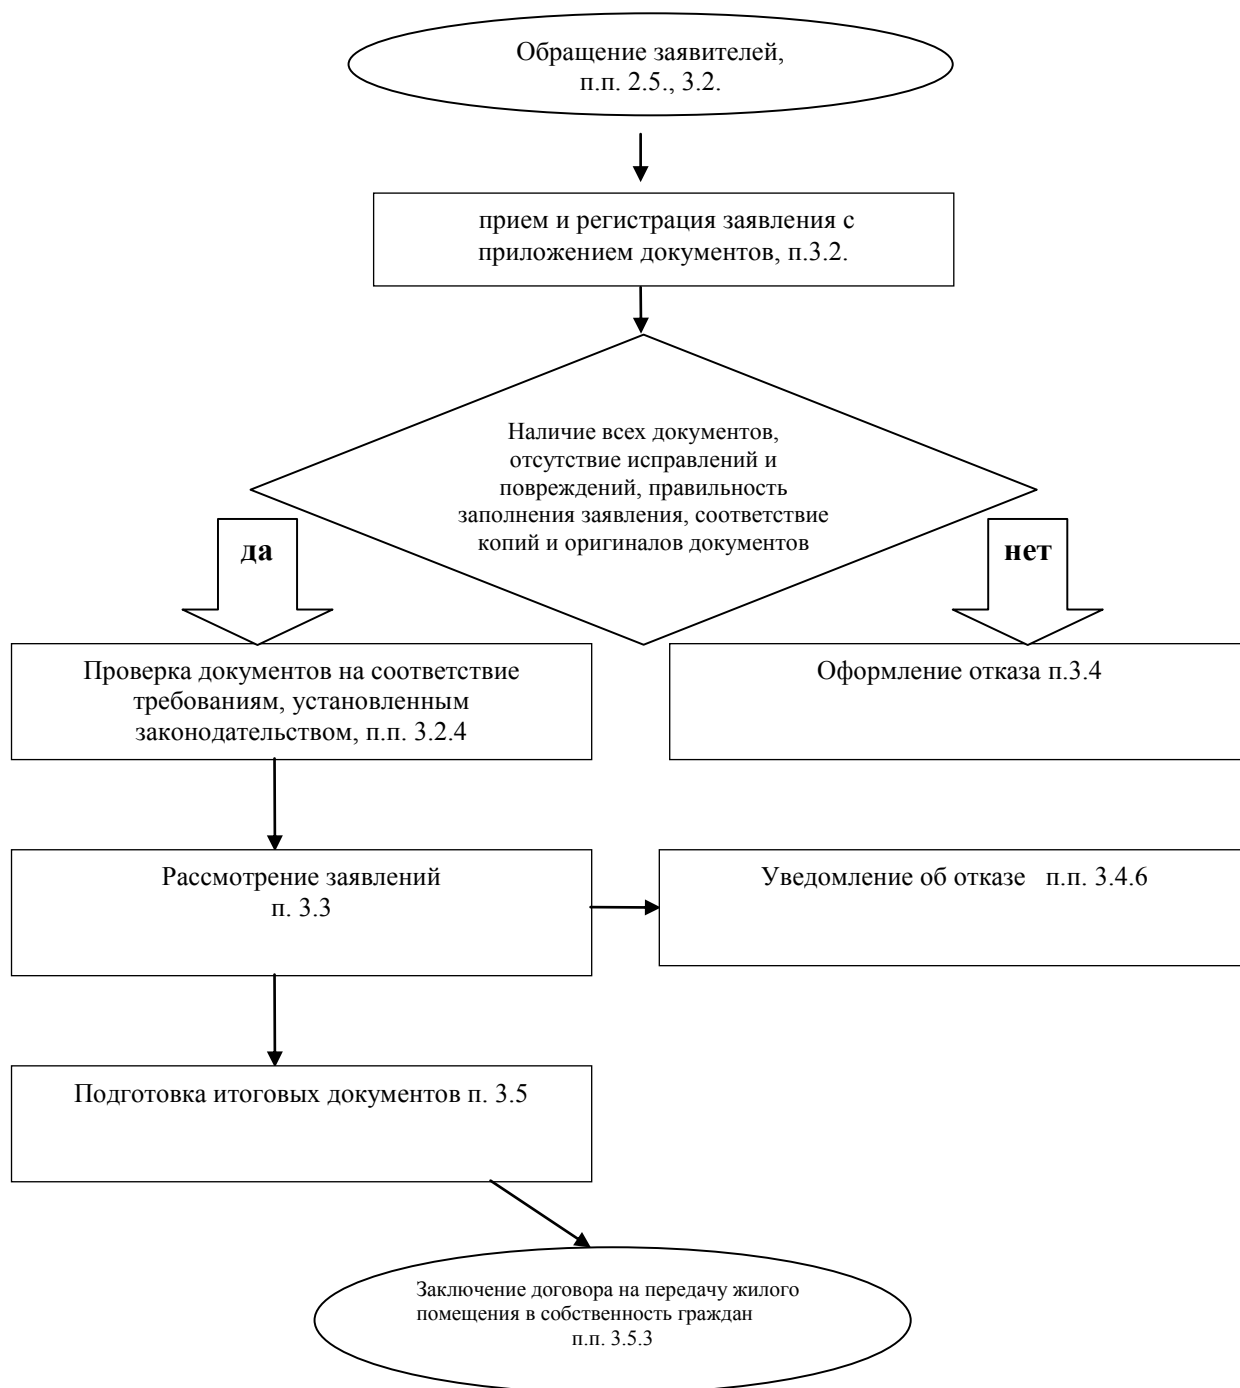 Обращение заявителей,
п.п. 2.5., 3.2.
прием и регистрация заявления с
приложением документов, п.3.2.
Наличие всех документов,
отсутствие исправлений и
повреждений, правильность
заполнения заявления, соответствие
копий и оригиналов документов
да
нет
Проверка документов на соответствие
требованиям, установленным
законодательством, п.п. 3.2.4
Оформление отказа п.3.4
Рассмотрение заявлений
п. 3.3
Уведомление об отказе п.п. 3.4.6
Подготовка итоговых документов п. 3.5
Заключение договора на передачу жилого
помещения в собственность граждан
п.п. 3.5.3